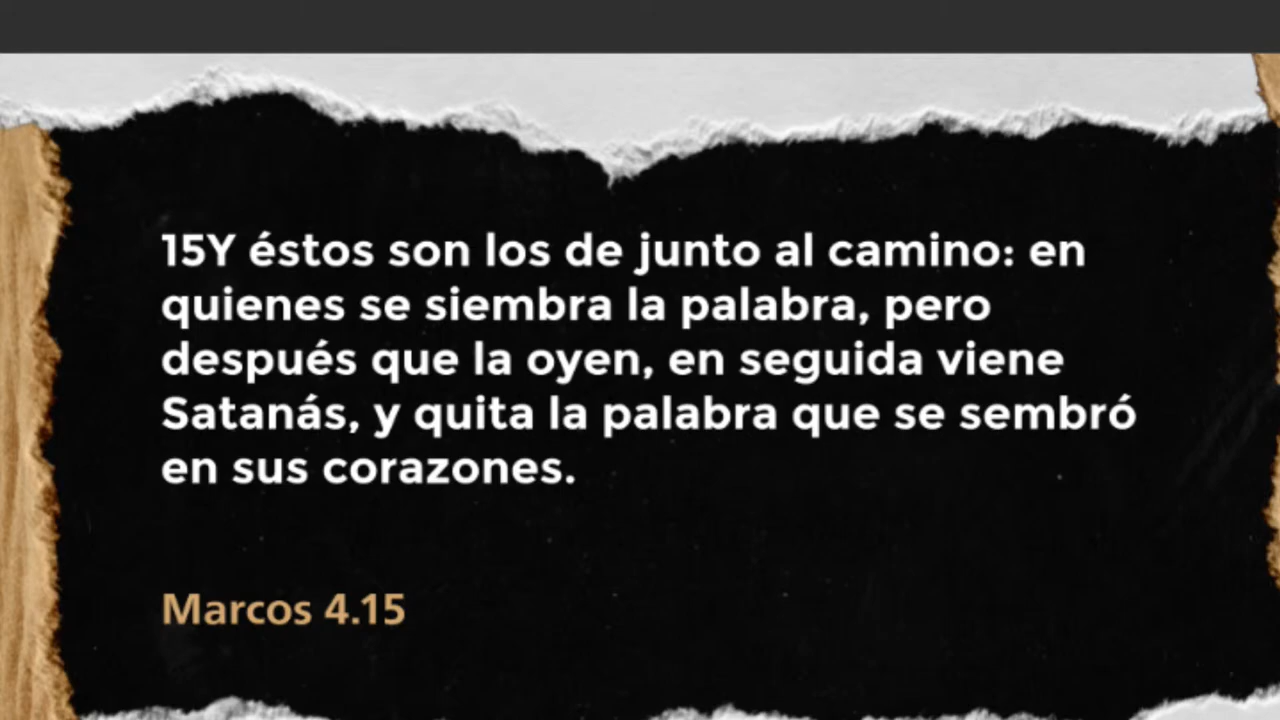 15Y éstos son los de junto al camino: en
quienes se siembra la palabra, pero
después que la oyen, en seguida viene
Satanás, y quita la palabra que se sembró
en sus corazones.
Marcos 4.15